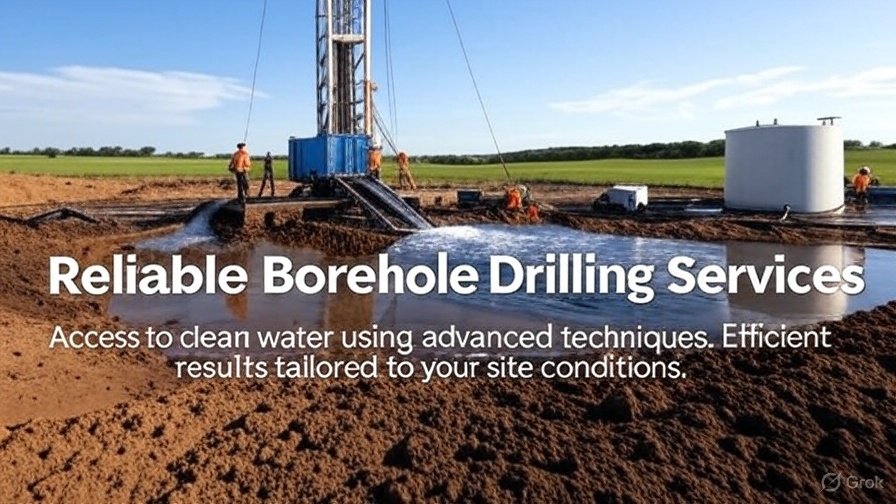 Reliable Borehole Drilling Services
Access to clean water using advanced techniques. Efficient
results tailored to your site conditions.
Grok